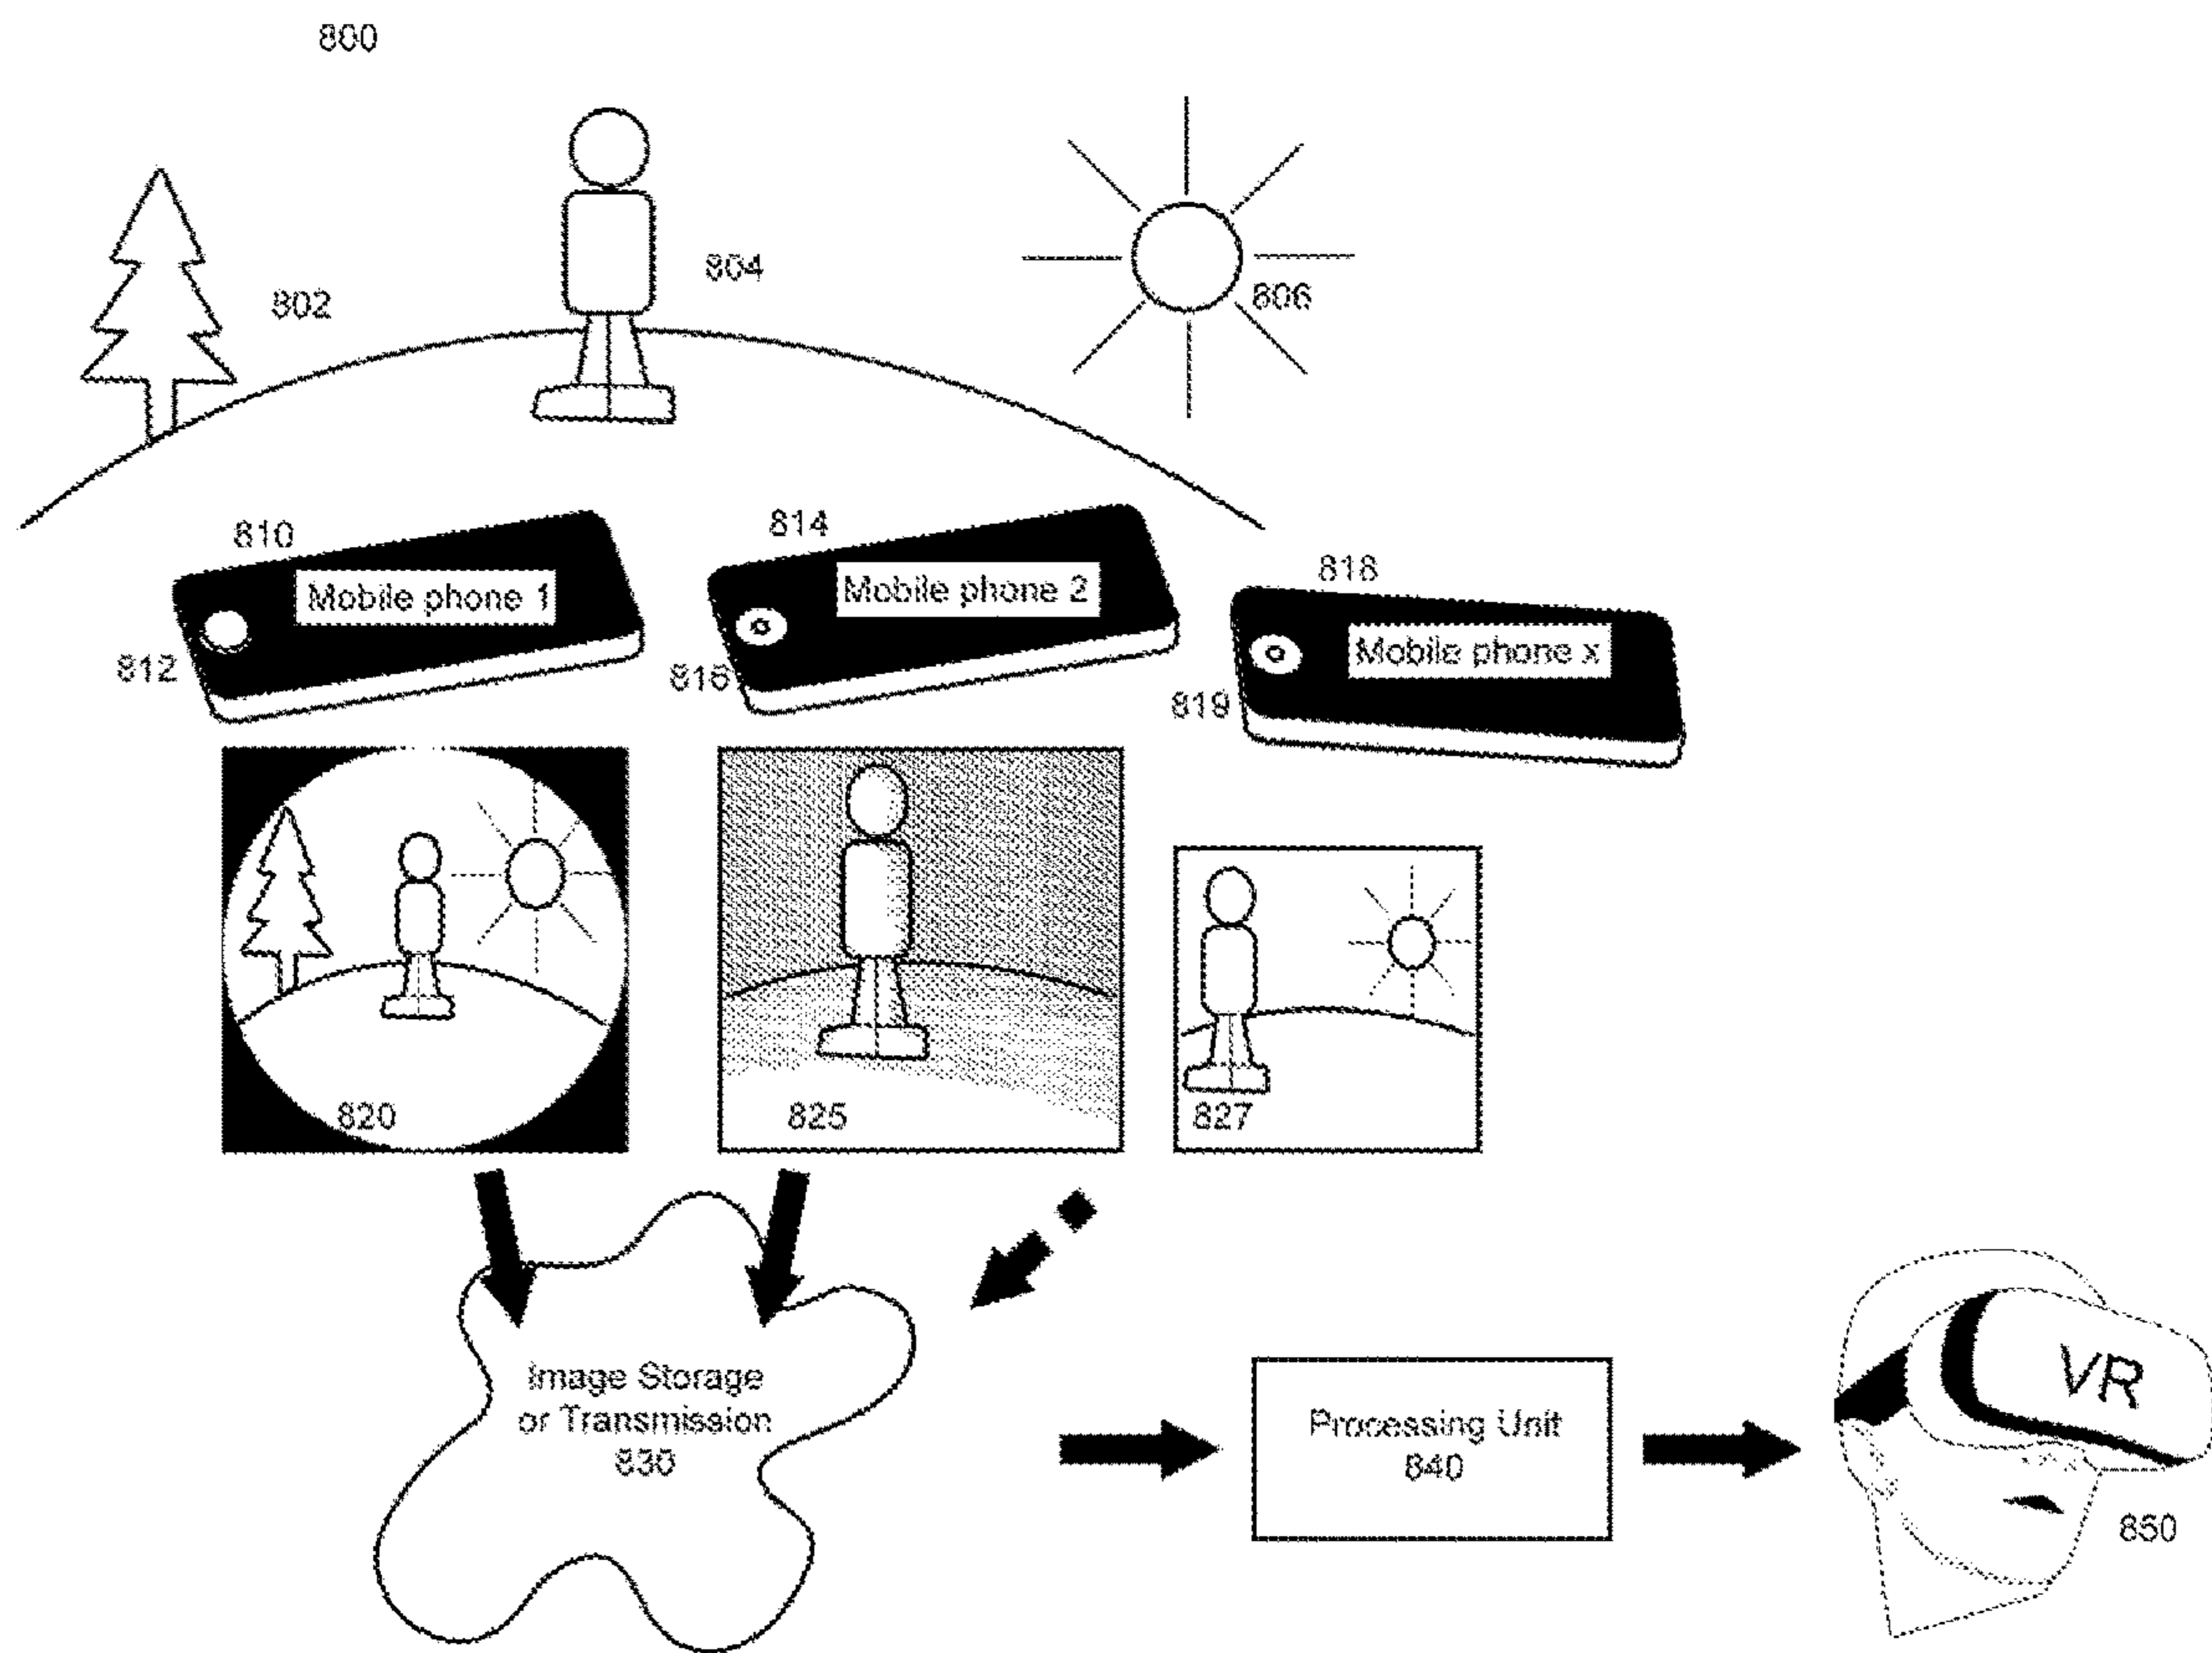 800
804
802
806
810
814
818
Mobile phone 1
Mobile phone 2
Mobile phone x
812
816
819
820
825
827
Image Storage
or Transmission
830
Processing Unit
840
VR
850